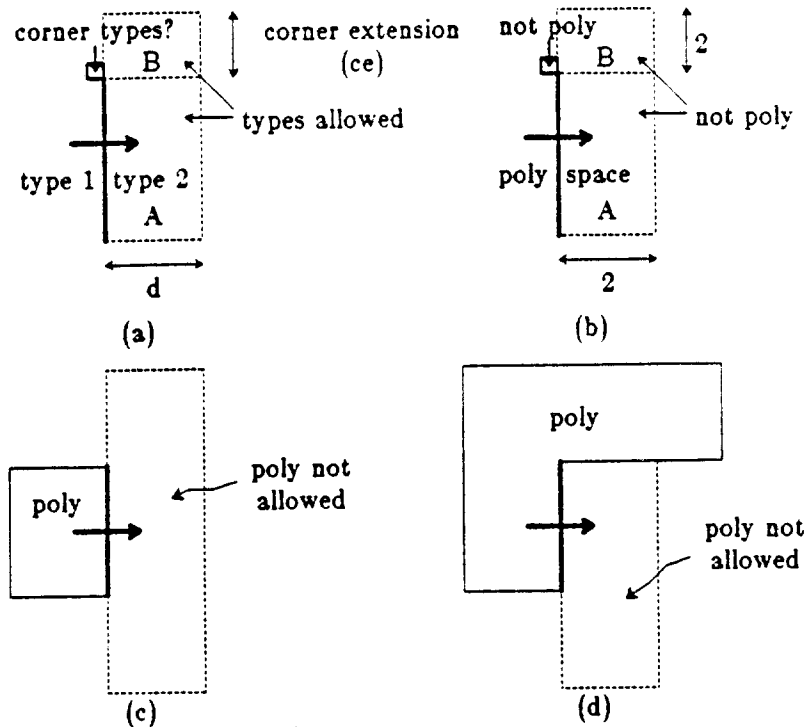 corner types?
B
corner extension
(ce)
types allowed
type 1
type 2
A
d
(a)
not poly
B
2
not poly
poly
space
A
2
(b)
poly
poly not
allowed
(c)
poly
poly not
allowed
(d)